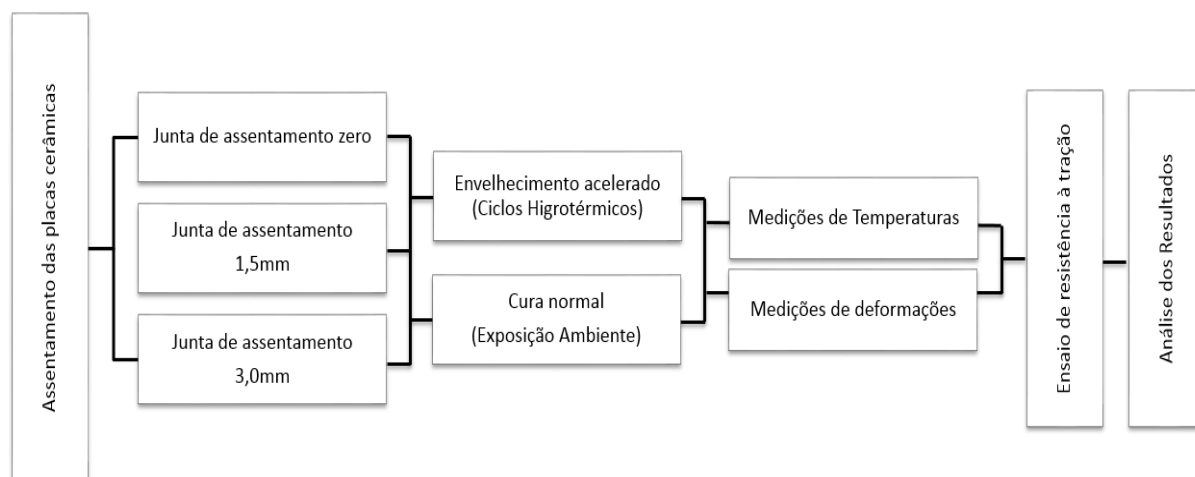 Assentamento das placas cerâmicas
Junta de assentamento zero
Junta de assentamento
1,5mm
Junta de assentamento
3,0mm
Envelhecimento acelerado
(Ciclos Higrotérmicos)
Cura normal
(Exposição Ambiente)
Medições de Temperaturas
Medições de deformações
Ensaio de resistência à tração
Análise dos Resultados